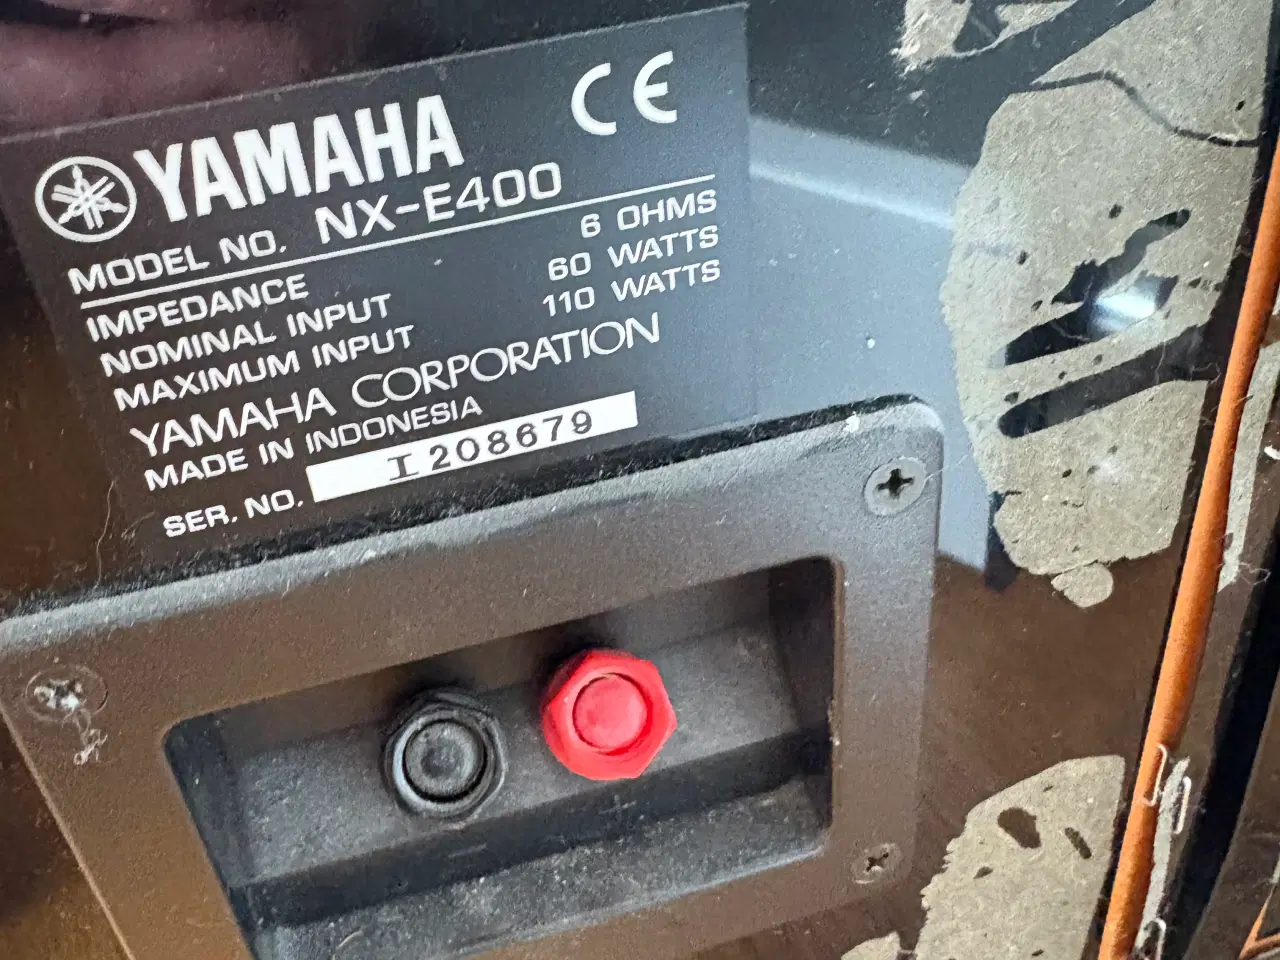 YAMAHA CE
MODEL NO. NX-E400
IMPEDANCE 6 OHMS
NOMINAL INPUT 60 WATTS
MAXIMUM INPUT 110 WATTS
YAMAHA CORPORATION
MADE IN INDONESIA
SER. NO. I208679